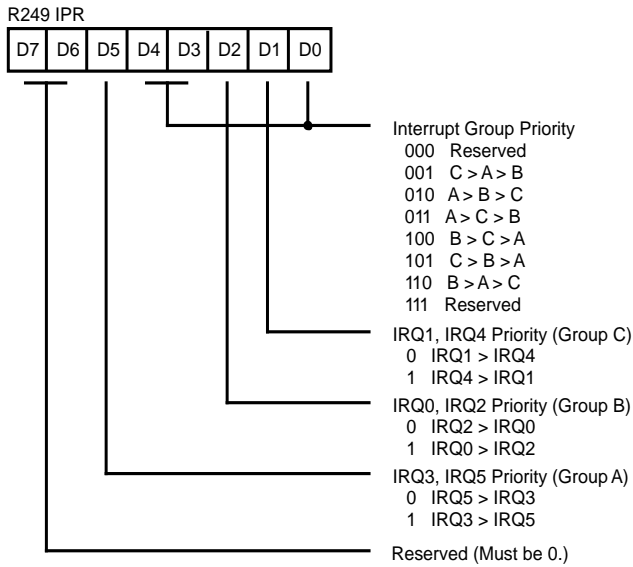 R249 IPR
D7 D6 D5 D4 D3 D2 D1 D0
Interrupt Group Priority
000 Reserved
001 C > A > B
010 A > B > C
011 A > C > B
100 B > C > A
101 C > B > A
110 B > A > C
111 Reserved
IRQ1, IRQ4 Priority (Group C)
0 IRQ1 > IRQ4
1 IRQ4 > IRQ1
IRQ0, IRQ2 Priority (Group B)
0 IRQ2 > IRQ0
1 IRQ0 > IRQ2
IRQ3, IRQ5 Priority (Group A)
0 IRQ5 > IRQ3
1 IRQ3 > IRQ5
Reserved (Must be 0.)